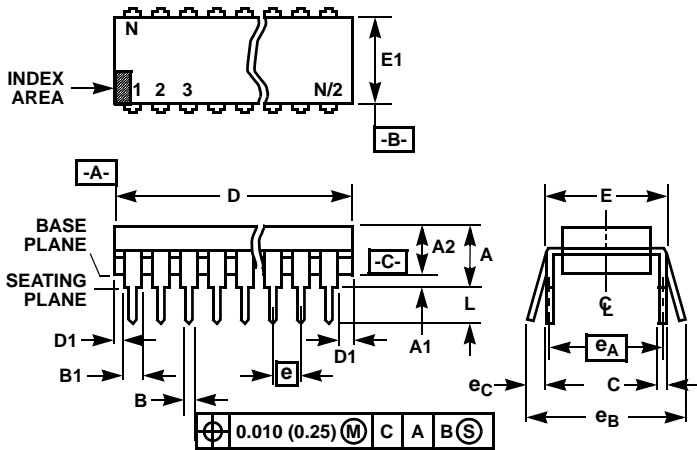 N
INDEX
AREA
1 2 3 N/2
E1
-B-
-A-
D
E
BASE
PLANE
A2
A
-C-
SEATING
PLANE
L
C̲L
D1
A1
D1
eA
B1
e
eC
C
B
eB
0.010 (0.25) Ⓜ C A B Ⓢ